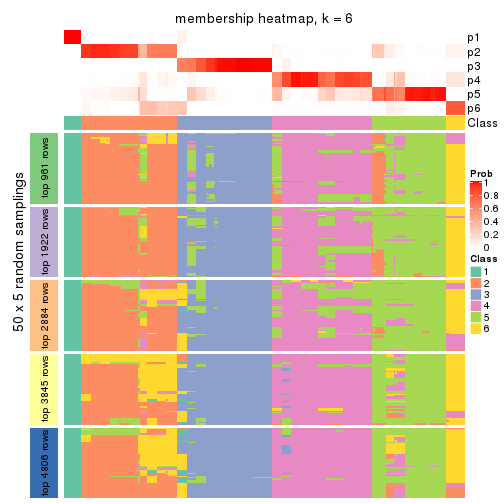 membership heatmap, k = 6
p1
p2
p3
p4
p5
p6
Class
50 x 5 random samplings
top 961 rows
top 1922 rows
top 2884 rows
top 3845 rows
top 4806 rows
Prob
1
0.8
0.6
0.4
0.2
0
Class
1
2
3
4
5
6